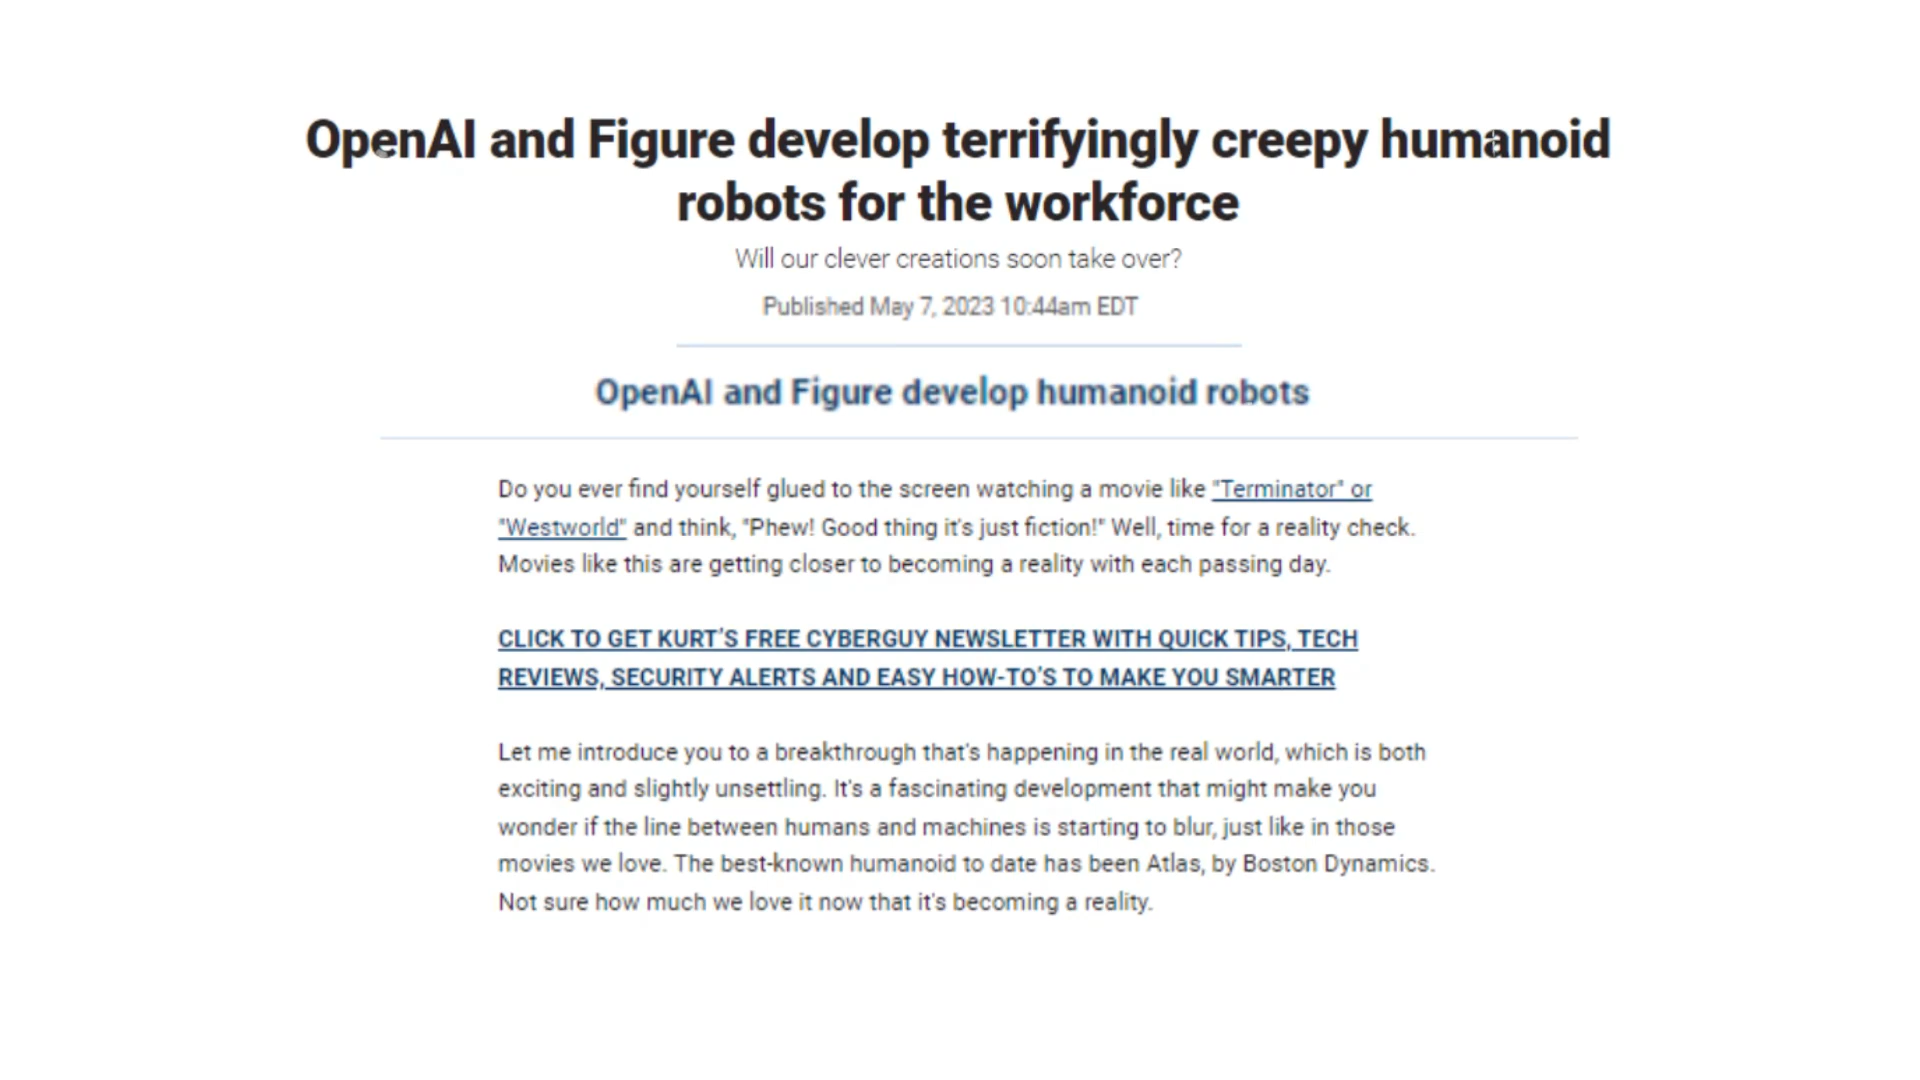 OpenAI and Figure develop terrifyingly creepy humanoid
robots for the workforce
Will our clever creations soon take over?
Published May 7, 2023 10:44am EDT
OpenAI and Figure develop humanoid robots
Do you ever find yourself glued to the screen watching a movie like "Terminator" or
"Westworld" and think, "Phew! Good thing it's just fiction!" Well, time for a reality check.
Movies like this are getting closer to becoming a reality with each passing day.
CLICK TO GET KURT'S FREE CYBERGUY NEWSLETTER WITH QUICK TIPS, TECH
REVIEWS, SECURITY ALERTS AND EASY HOW-TO'S TO MAKE YOU SMARTER
Let me introduce you to a breakthrough that's happening in the real world, which is both
exciting and slightly unsettling. It's a fascinating development that might make you
wonder if the line between humans and machines is starting to blur, just like in those
movies we love. The best-known humanoid to date has been Atlas, by Boston Dynamics.
Not sure how much we love it now that it's becoming a reality.